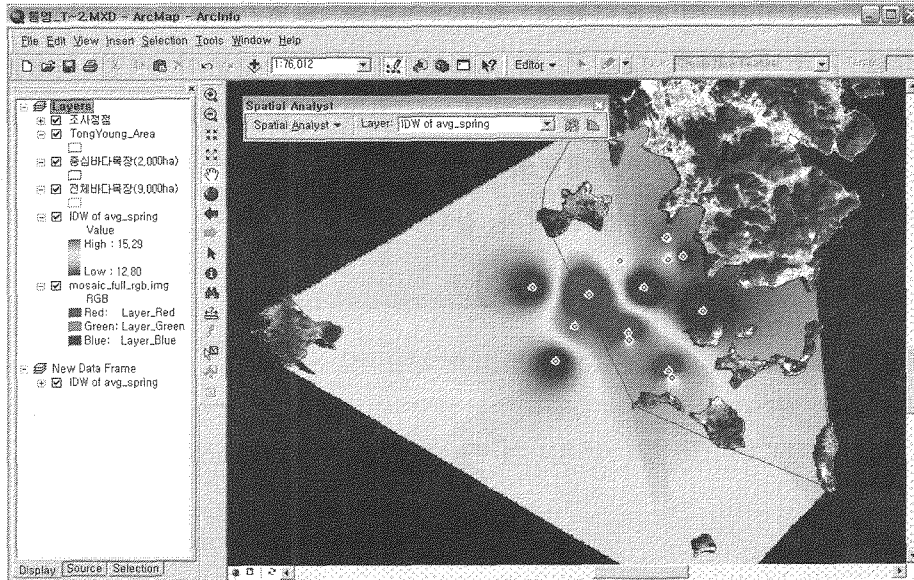 통영_T~2.MXD - ArcMap - ArcInfo
File Edit View Insert Selection Tools Window Help
1:76,012
Editor
Layers
조사정점
TongYoung_Area
중심바다목장(2,000ha)
전체바다목장(9,000ha)
IDW of avg_spring
Value
High : 15,29
Low : 12,80
mosaic_full_rgb.img
RGB
Red: Layer_Red
Green: Layer_Green
Blue: Layer_Blue
New Data Frame
IDW of avg_spring
Display Source Selection
Spatial Analyst
Spatial Analyst Layer: IDW of avg_spring